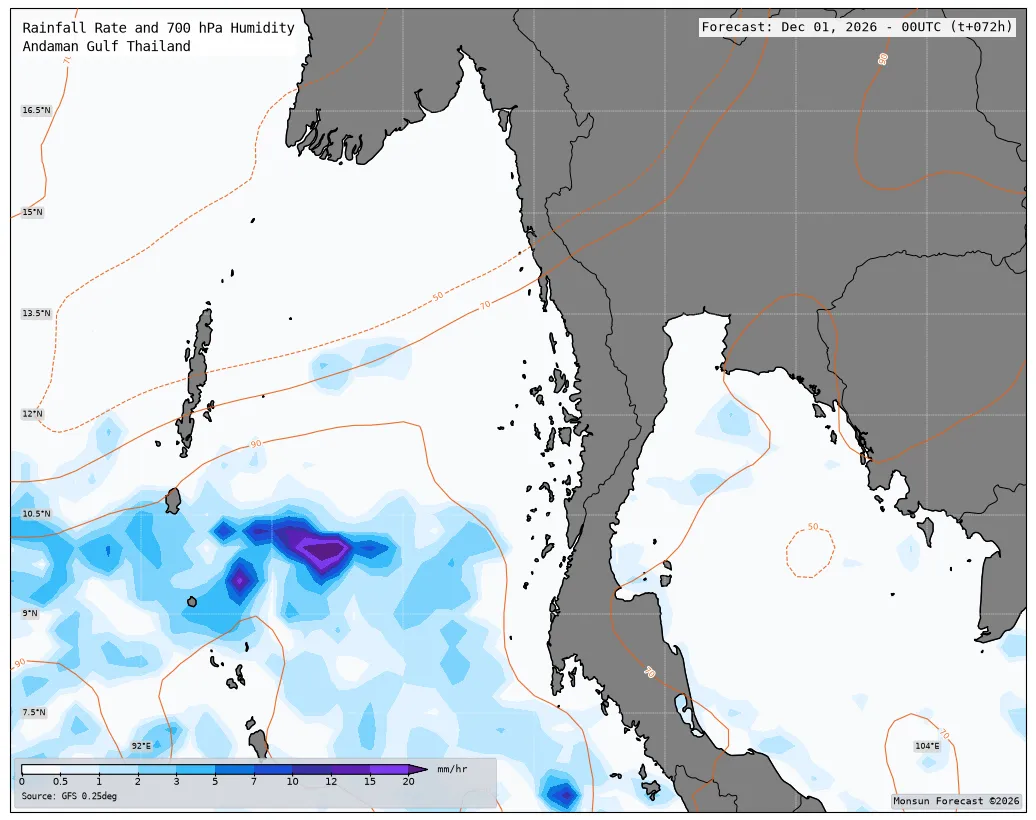 Rainfall Rate and 700 hPa Humidity
Andaman Gulf Thailand
Forecast: Dec 01, 2026 - 00UTC (t+072h)
70
90
16.5°N
15°N
50
70
13.5°N
12°N
90
10.5°N
50
9°N
90
70
7.5°N
70
92°E
104°E
0 0.5 1 2 3 5 7 10 12 15 20 mm/hr
Source: GFS 0.25deg
Monsun Forecast ©2026